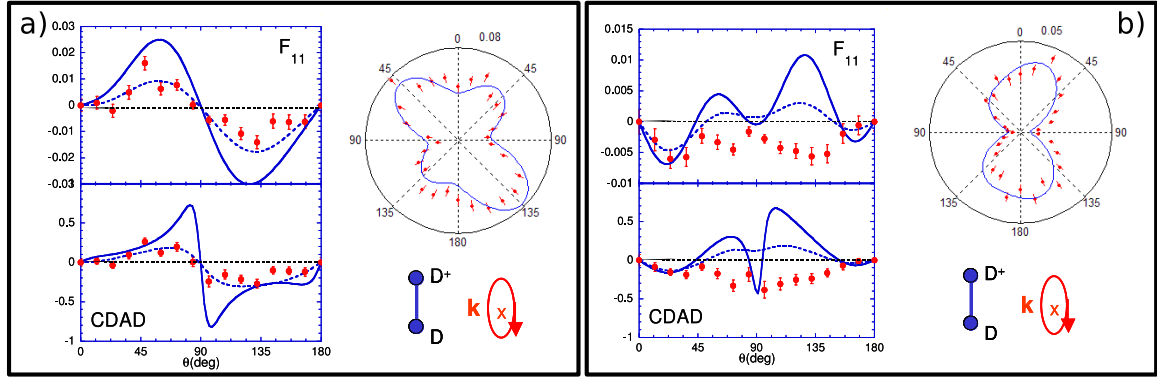 a)
0.03
0.02
0.01
0
-0.01
-0.02
-0.03
F11
0.5
0
-0.5
-1
CDAD
0 45 90 135 180
θ(deg)
0 0.08
45 45
90 90
135 135
180
D+
D
k x
b)
0.015
0.01
0.005
0
-0.005
-0.01
F11
0.5
0
-0.5
-1
CDAD
0 45 90 135 180
θ(deg)
0 0.05
45 45
90 90
135 135
180
D+
D
k x